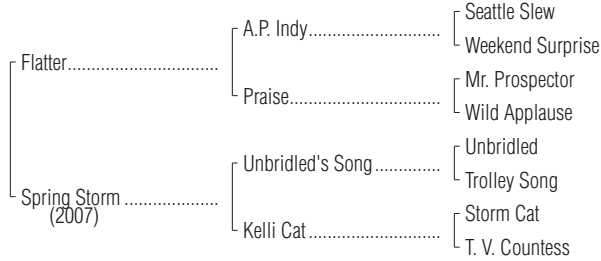 Seattle Slew
A.P. Indy........................................
Weekend Surprise
Flatter..............................................
Mr. Prospector
Praise..............................................
Wild Applause
Unbridled
Unbridled's Song....................
Trolley Song
Spring Storm ............................
(2007)
Storm Cat
Kelli Cat........................................
T. V. Countess